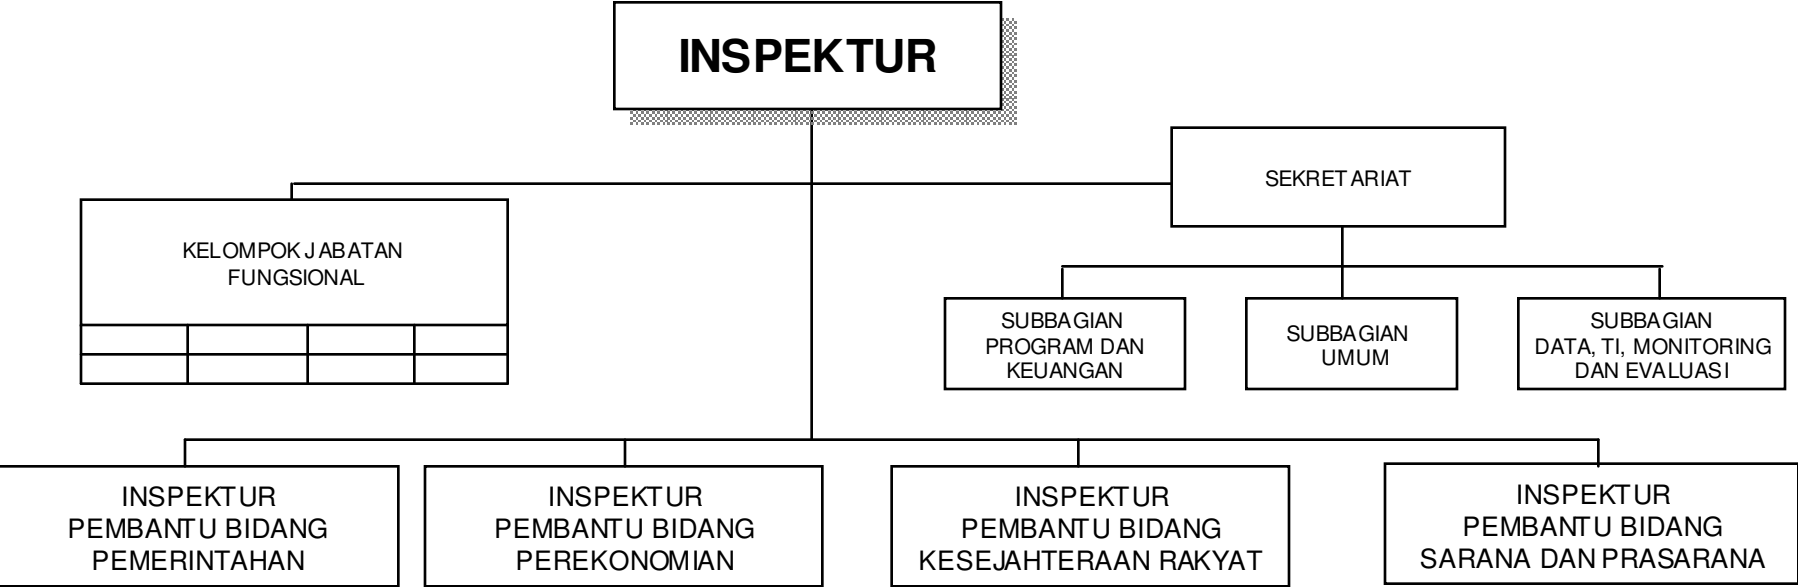 INSPEKTUR
SEKRETARIAT
KELOMPOK JABATAN
FUNGSIONAL
SUBBAGIAN
PROGRAM DAN
KEUANGAN
SUBBAGIAN
UMUM
SUBBAGIAN
DATA, TI, MONITORING
DAN EVALUASI
INSPEKTUR
PEMBANTU BIDANG
PEMERINTAHAN
INSPEKTUR
PEMBANTU BIDANG
PEREKONOMIAN
INSPEKTUR
PEMBANTU BIDANG
KESEJAHTERAAN RAKYAT
INSPEKTUR
PEMBANTU BIDANG
SARANA DAN PRASARANA